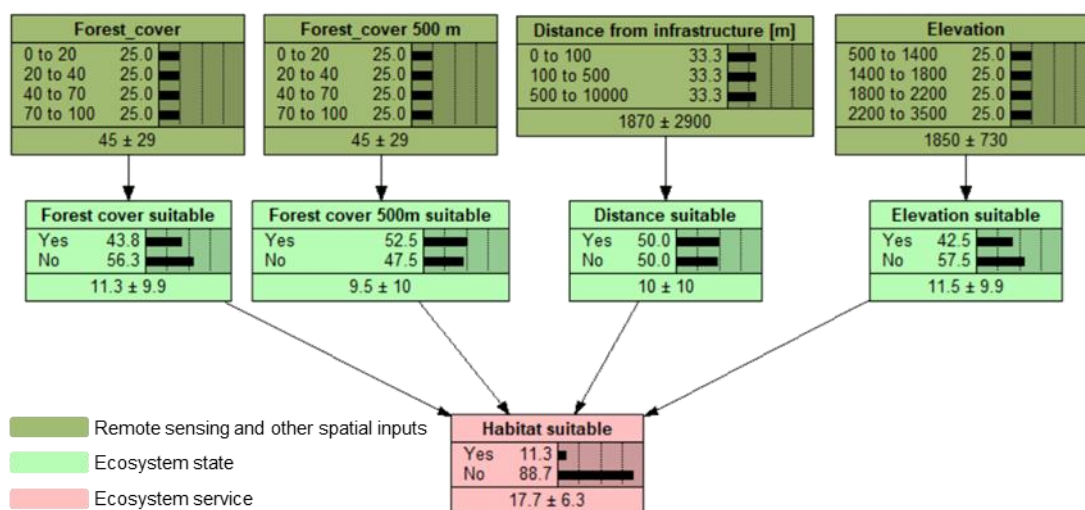 Forest_cover
0 to 20 25.0
20 to 40 25.0
40 to 70 25.0
70 to 100 25.0
45 ± 29
Forest_cover 500 m
0 to 20 25.0
20 to 40 25.0
40 to 70 25.0
70 to 100 25.0
45 ± 29
Distance from infrastructure [m]
0 to 100 33.3
100 to 500 33.3
500 to 10000 33.3
1870 ± 2900
Elevation
500 to 1400 25.0
1400 to 1800 25.0
1800 to 2200 25.0
2200 to 3500 25.0
1850 ± 730
Forest cover suitable
Yes 43.8
No 56.3
11.3 ± 9.9
Forest cover 500m suitable
Yes 52.5
No 47.5
9.5 ± 10
Distance suitable
Yes 50.0
No 50.0
10 ± 10
Elevation suitable
Yes 42.5
No 57.5
11.5 ± 9.9
Habitat suitable
Yes 11.3
No 88.7
17.7 ± 6.3
Remote sensing and other spatial inputs
Ecosystem state
Ecosystem service